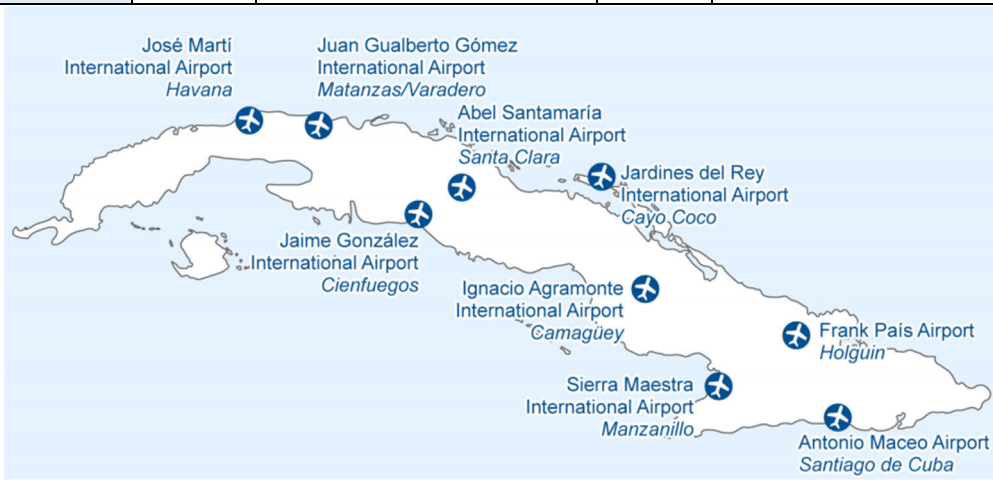 José Martí
International Airport
Havana
Juan Gualberto Gómez
International Airport
Matanzas/Varadero
Abel Santamaría
International Airport
Santa Clara
Jardines del Rey
International Airport
Cayo Coco
Jaime González
International Airport
Cienfuegos
Ignacio Agramonte
International Airport
Camagüey
Frank País Airport
Holguin
Sierra Maestra
International Airport
Manzanillo
Antonio Maceo Airport
Santiago de Cuba